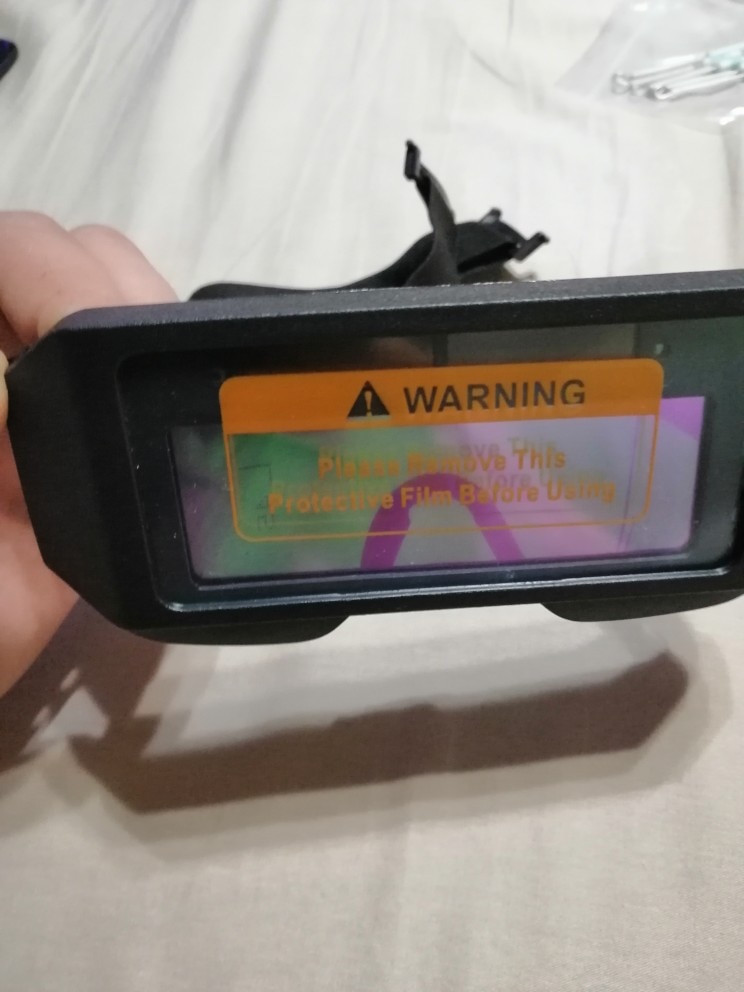 WARNING
Please Remove This
Protective Film Before Using